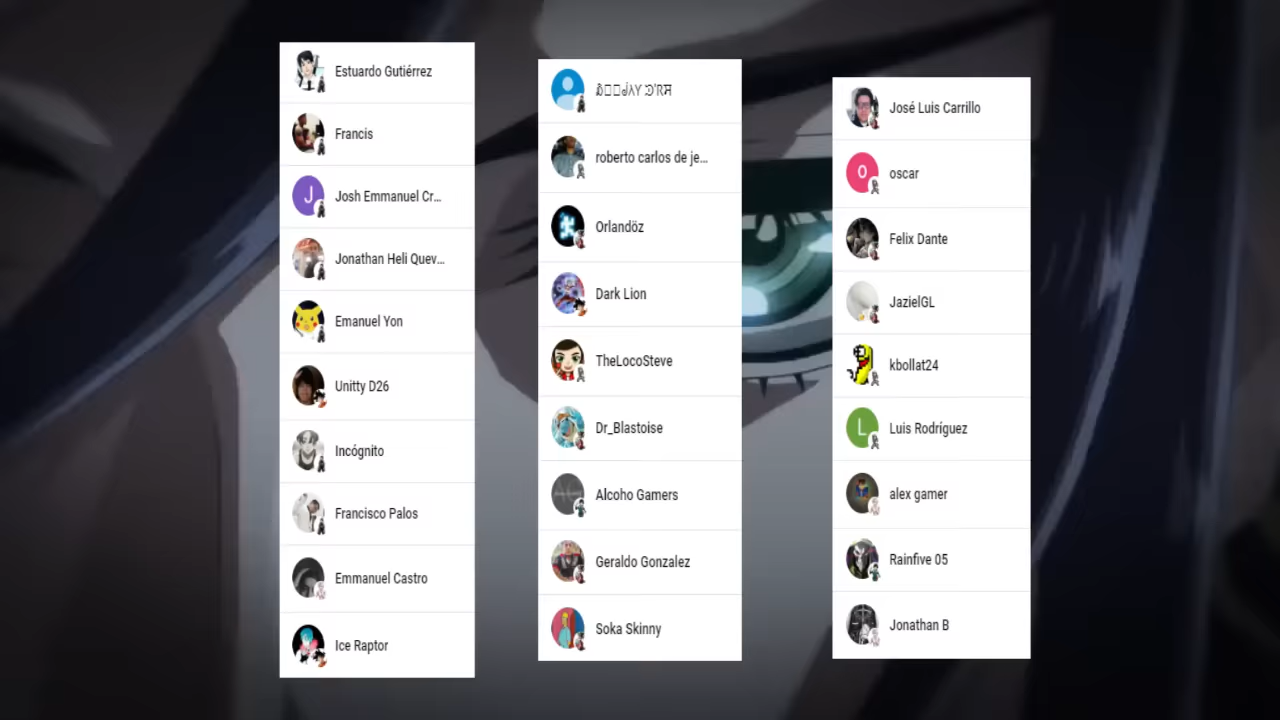 Estuardo Gutiérrez
Francis
J
Josh Emmanuel Cr...
Jonathan Heli Quev...
Emanuel Yon
Unitty D26
Incógnito
Francisco Palos
Emmanuel Castro
Ice Raptor
roberto carlos de je...
Orlandöz
Dark Lion
TheLocoSteve
Dr_Blastoise
Alcoho Gamers
Geraldo Gonzalez
Soka Skinny
José Luis Carrillo
O
oscar
Felix Dante
JazielGL
kbollat24
L
Luis Rodríguez
alex gamer
Rainfive 05
Jonathan B